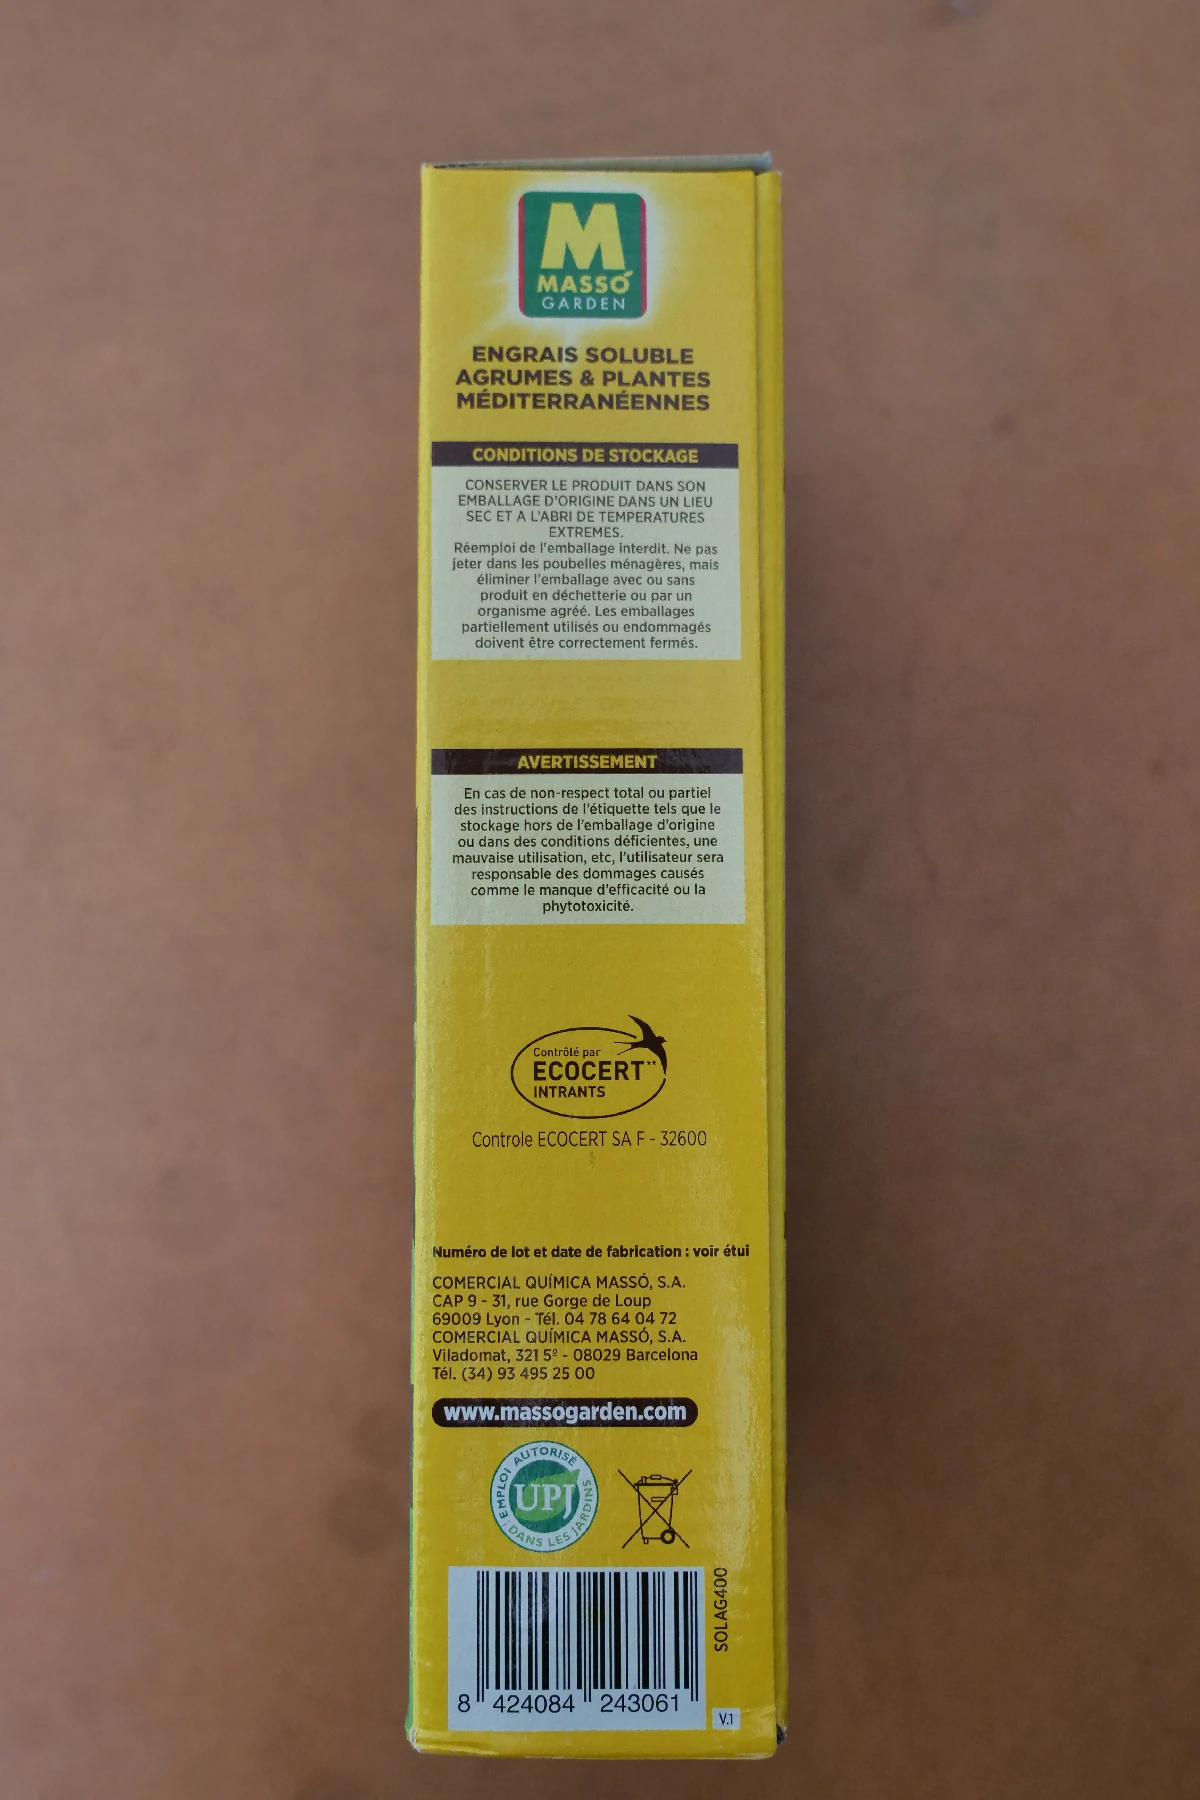 M
MASSÓ
GARDEN
ENGRAIS SOLUBLE
AGRUMES & PLANTES
MÉDITERRANÉENNES
CONDITIONS DE STOCKAGE
CONSERVER LE PRODUIT DANS SON
EMBALLAGE D'ORIGINE DANS UN LIEU
SEC ET A L'ABRI DE TEMPERATURES
EXTREMES.
Réemploi de l'emballage interdit. Ne pas
jeter dans les poubelles ménagères, mais
éliminer l'emballage avec ou sans
produit en déchetterie ou par un
organisme agréé. Les emballages
partiellement utilisés ou endommagés
doivent être correctement fermés.
AVERTISSEMENT
En cas de non-respect total ou partiel
des instructions de l'étiquette tels que le
stockage hors de l'emballage d'origine
ou dans des conditions déficientes, une
mauvaise utilisation, etc, l'utilisateur sera
responsable des dommages causés
comme le manque d'efficacité ou la
phytotoxicité.
Contrôlé par
ECOCERT**
INTRANTS
Controle ECOCERT SA F - 32600
Numéro de lot et date de fabrication : voir étui
COMERCIAL QUÍMICA MASSÓ, S.A.
CAP 9 - 31, rue Gorge de Loup
69009 Lyon - Tél. 04 78 64 04 72
COMERCIAL QUÍMICA MASSÓ, S.A.
Viladomat, 321 5º - 08029 Barcelona
Tél. (34) 93 495 25 00
www.massogarden.com
EMPLOI AUTORISÉ
UPJ
DANS LES JARDINS
SOLAG400
8 424084 243061
V.1